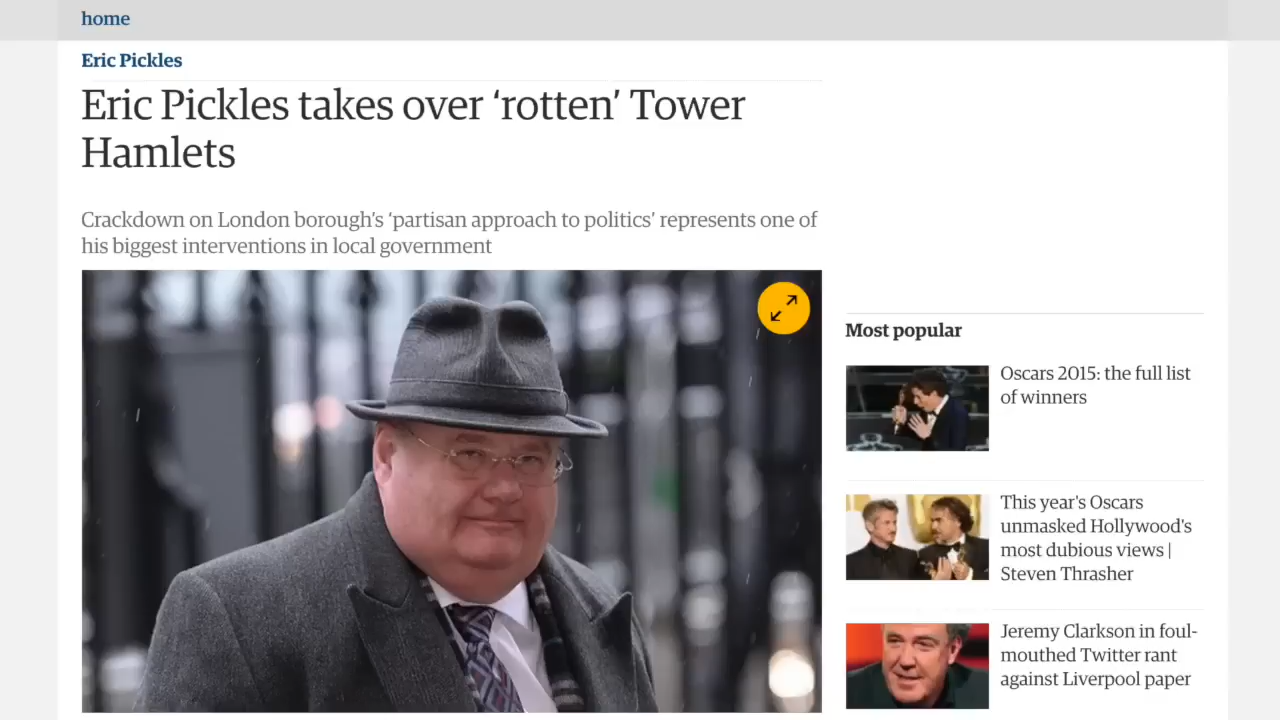 home
Eric Pickles
Eric Pickles takes over ‘rotten’ Tower
Hamlets
Crackdown on London borough’s ‘partisan approach to politics’ represents one of
his biggest interventions in local government
Most popular
Oscars 2015: the full list
of winners
This year’s Oscars
unmasked Hollywood’s
most dubious views |
Steven Thrasher
Jeremy Clarkson in foul-
mouthed Twitter rant
against Liverpool paper